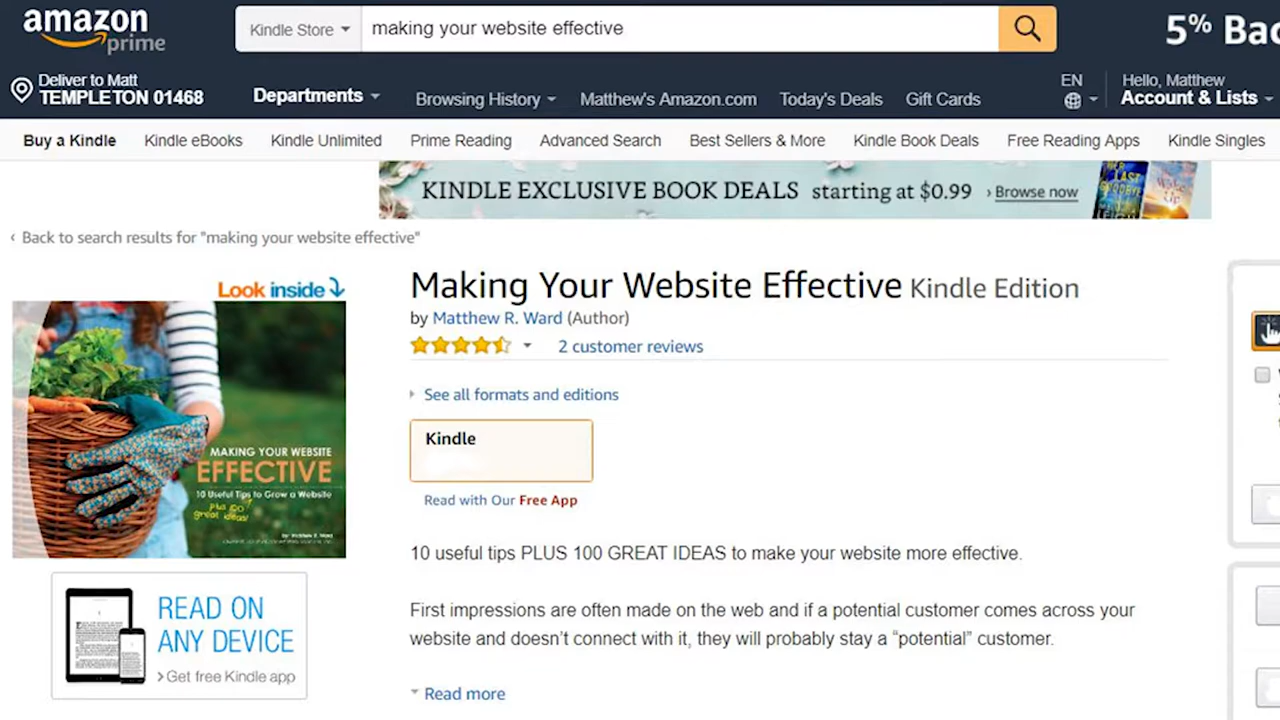 amazon
prime
Kindle Store
making your website effective
5% Bac
Deliver to Matt
TEMPLETON 01468
Departments
Browsing History
Matthew's Amazon.com
Today's Deals
Gift Cards
EN
Hello, Matthew
Account & Lists
Buy a Kindle
Kindle eBooks
Kindle Unlimited
Prime Reading
Advanced Search
Best Sellers & More
Kindle Book Deals
Free Reading Apps
Kindle Singles
KINDLE EXCLUSIVE BOOK DEALS starting at $0.99 › Browse now
‹ Back to search results for "making your website effective"
Look inside
MAKING YOUR WEBSITE
EFFECTIVE
10 Useful Tips to Grow a Website
great ideas!
by: Matthew R. Ward
READ ON
ANY DEVICE
›Get free Kindle app
Making Your Website Effective Kindle Edition
by Matthew R. Ward (Author)
2 customer reviews
See all formats and editions
Kindle
Read with Our Free App
10 useful tips PLUS 100 GREAT IDEAS to make your website more effective.
First impressions are often made on the web and if a potential customer comes across your
website and doesn’t connect with it, they will probably stay a “potential” customer.
Read more